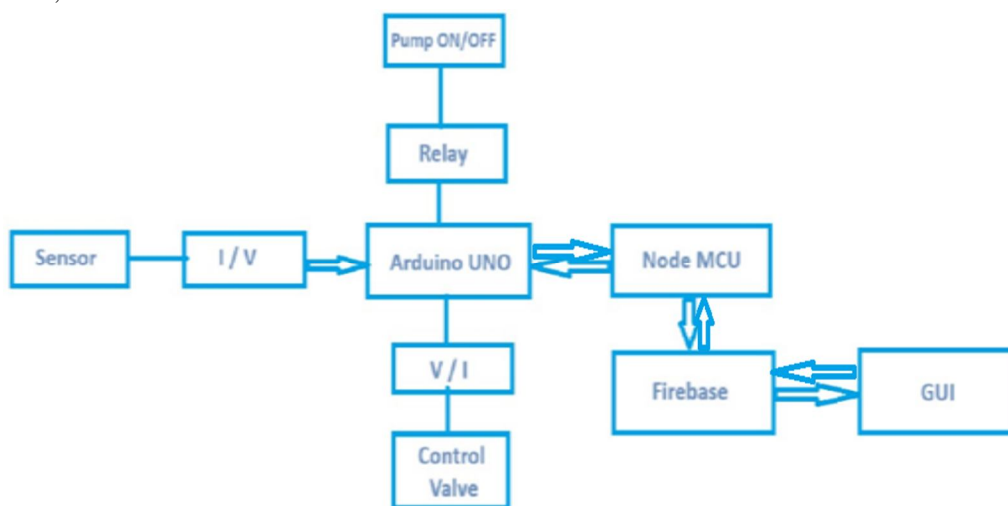 Pump ON/OFF
Relay
Sensor
I / V
Arduino UNO
Node MCU
V / I
Firebase
GUI
Control
Valve